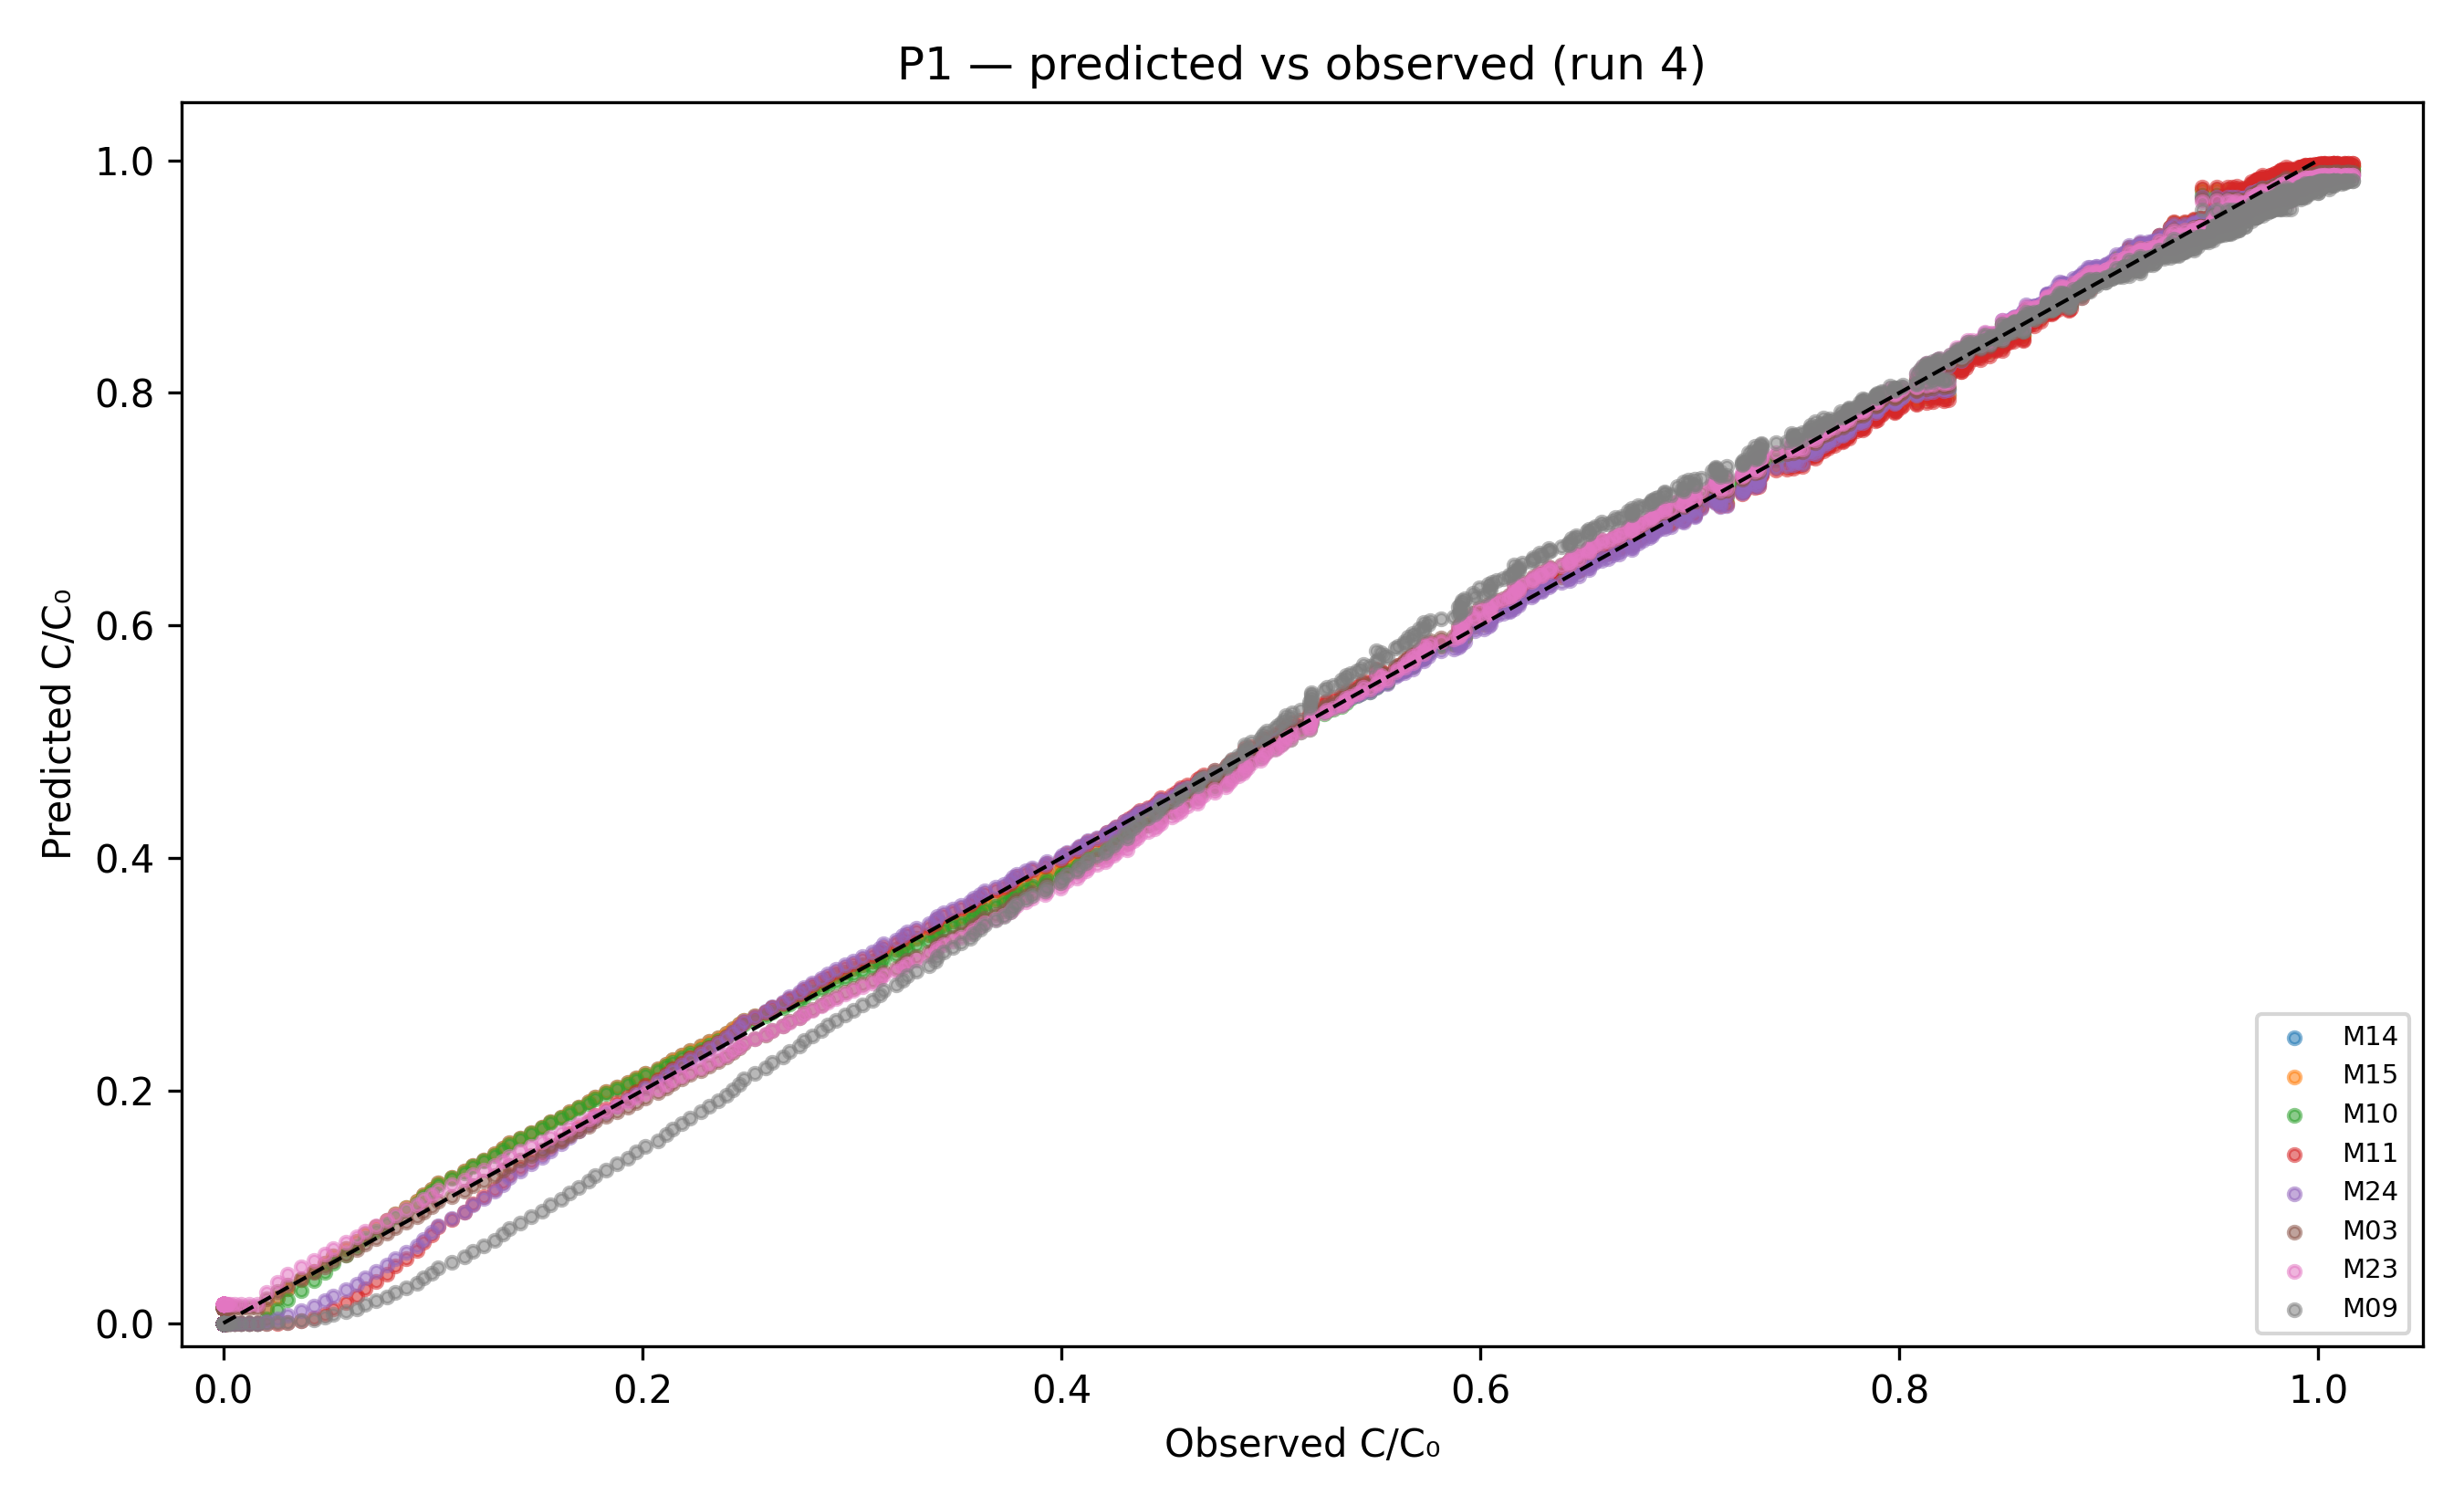 P1 — predicted vs observed (run 4)
Predicted C/C₀
1.0
0.8
0.6
0.4
0.2
0.0
0.0 0.2 0.4 0.6 0.8 1.0
Observed C/C₀
M14
M15
M10
M11
M24
M03
M23
M09